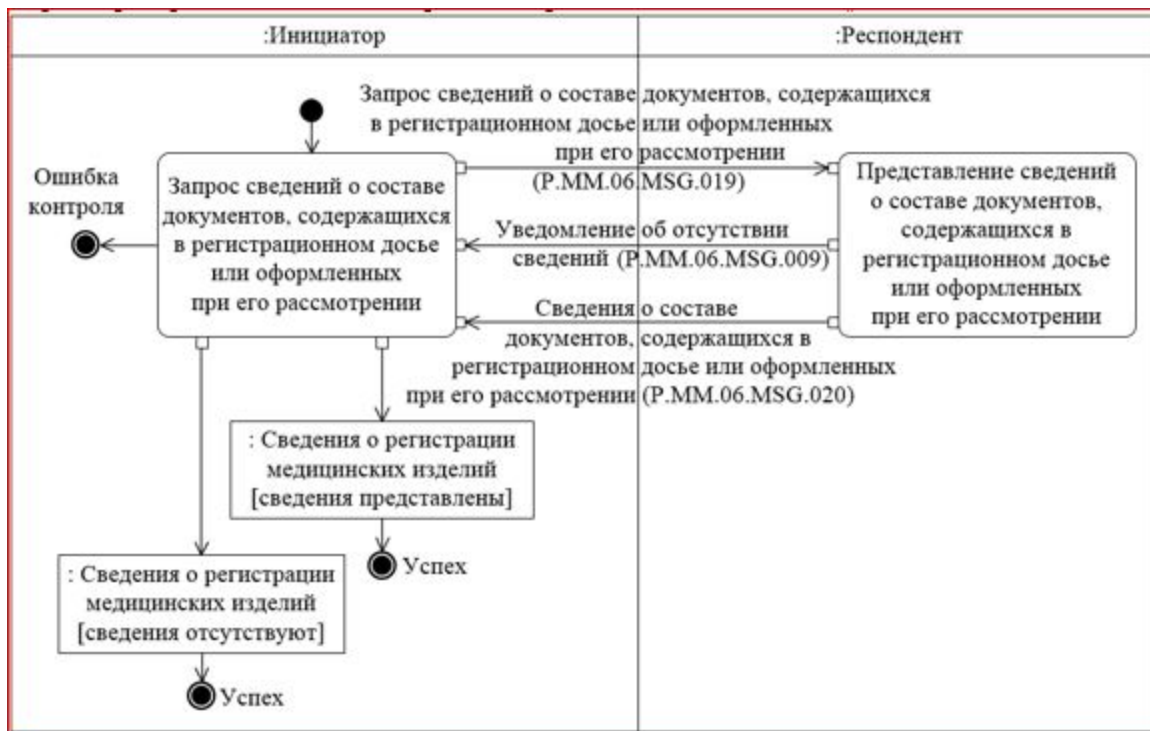 :Инициатор
:Респондент
Запрос сведений о составе документов, содержащихся
в регистрационном досье или оформленных
при его рассмотрении
(P.MM.06.MSG.019)
Ошибка
контроля
Запрос сведений о составе
документов, содержащихся
в регистрационном досье
или оформленных
при его рассмотрении
Представление сведений
о составе документов,
содержащихся в
регистрационном досье
или оформленных
при его рассмотрении
Уведомление об отсутствии
сведений (P.MM.06.MSG.009)
Сведения о составе
документов, содержащихся в
регистрационном досье или оформленных
при его рассмотрении (P.MM.06.MSG.020)
: Сведения о регистрации
медицинских изделий
[сведения представлены]
Успех
: Сведения о регистрации
медицинских изделий
[сведения отсутствуют]
Успех